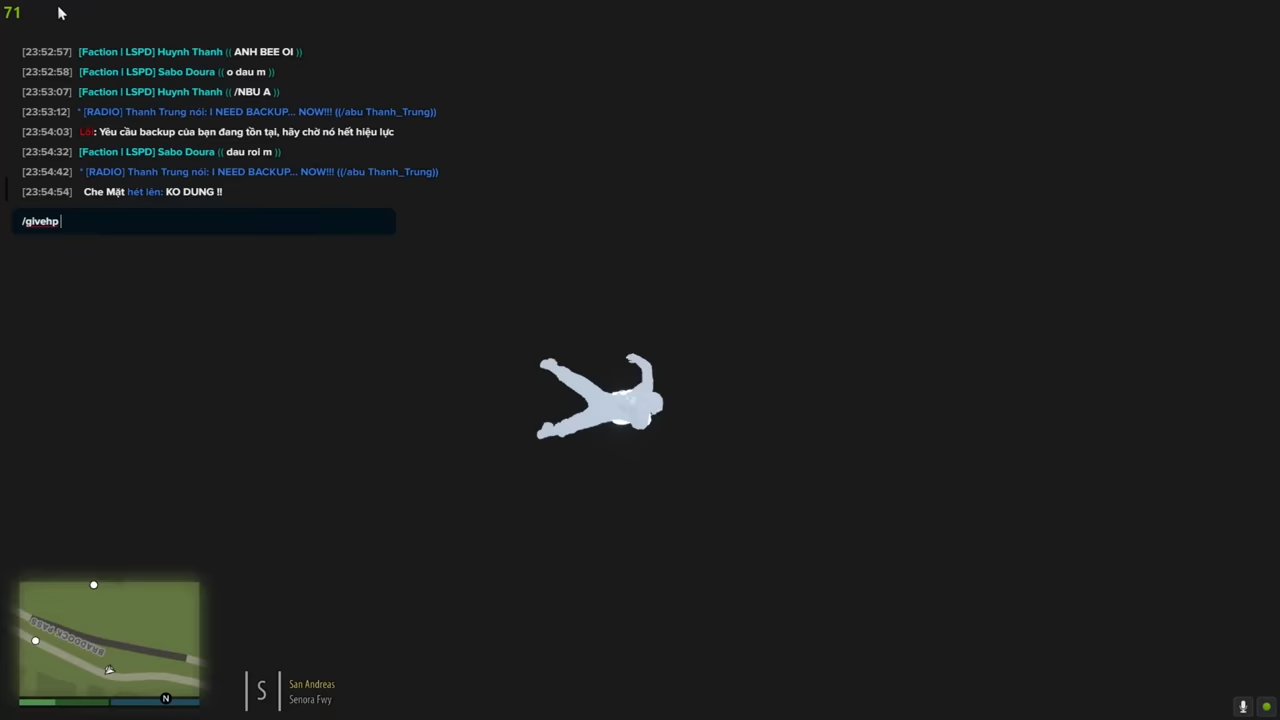 71
[23:52:57] [Faction | LSPD] Huynh Thanh (( ANH BEE OI ))
[23:52:58] [Faction | LSPD] Sabo Doura (( o dau m ))
[23:53:07] [Faction | LSPD] Huynh Thanh (( /NBU A ))
[23:53:12] * [RADIO] Thanh Trung nói: I NEED BACKUP... NOW!!! ((/abu Thanh_Trung))
[23:54:03] Lỗi: Yêu cầu backup của bạn đang tồn tại, hãy chờ nó hết hiệu lực
[23:54:32] [Faction | LSPD] Sabo Doura (( dau roi m ))
[23:54:42] * [RADIO] Thanh Trung nói: I NEED BACKUP... NOW!!! ((/abu Thanh_Trung))
[23:54:54] Che Mặt hét lên: KO DUNG !!
/givehp
BRADDOCK PASS
N
S
San Andreas
Senora Fwy